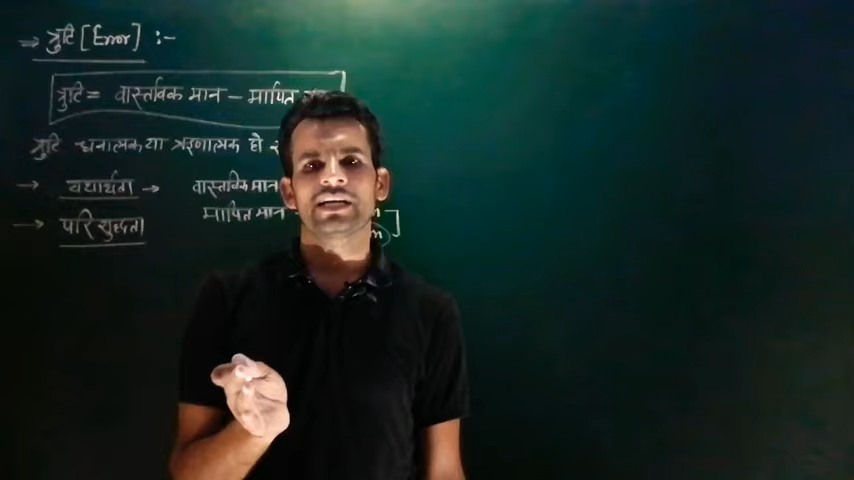 ⇒ त्रुटि [Error] :-
त्रुटि = वास्तविक मान - मापित
त्रुटि धनात्मक या ऋणात्मक हो
→ यथार्थता → वास्तविक मान
मापित मान
→ परिशुद्धता